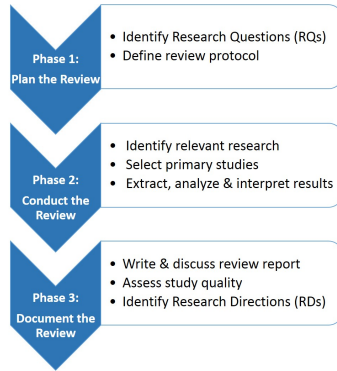 Phase 1:
Plan the Review
• Identify Research Questions (RQs)
• Define review protocol
Phase 2:
Conduct the
Review
• Identify relevant research
• Select primary studies
• Extract, analyze & interpret results
Phase 3:
Document the
Review
• Write & discuss review report
• Assess study quality
• Identify Research Directions (RDs)